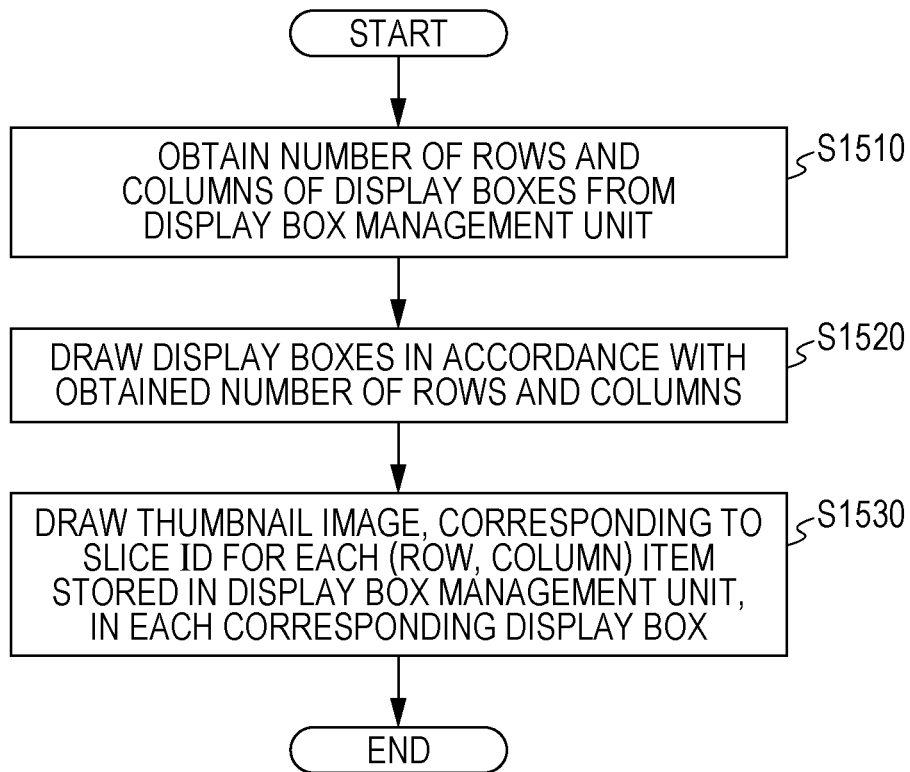 START
OBTAIN NUMBER OF ROWS AND
COLUMNS OF DISPLAY BOXES FROM
DISPLAY BOX MANAGEMENT UNIT
S1510
DRAW DISPLAY BOXES IN ACCORDANCE WITH
OBTAINED NUMBER OF ROWS AND COLUMNS
S1520
DRAW THUMBNAIL IMAGE, CORRESPONDING TO
SLICE ID FOR EACH (ROW, COLUMN) ITEM
STORED IN DISPLAY BOX MANAGEMENT UNIT,
IN EACH CORRESPONDING DISPLAY BOX
S1530
END